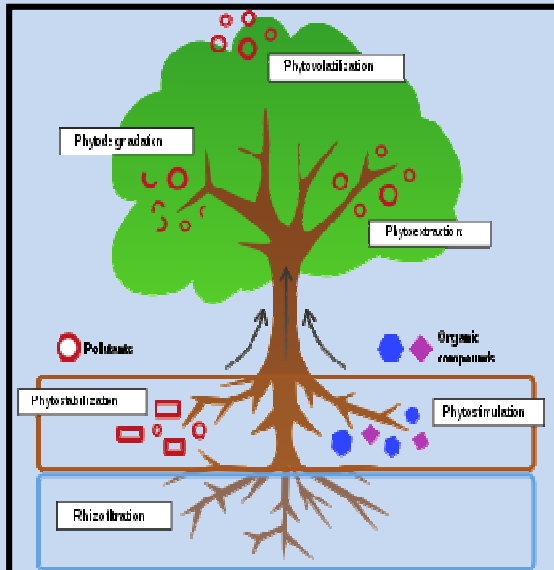 Phytovolatilization
Phytodegradation
Phytoextraction
Pollutants
Organic
compounds
Phytostabilization
Phytostimulation
Rhizofiltration